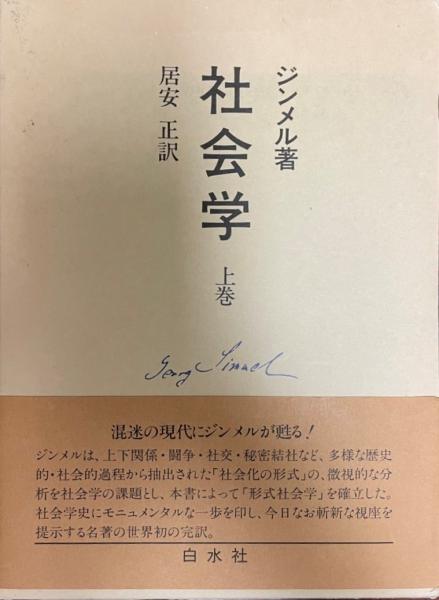 ジンメル著
社会学 上巻
居安 正訳
Georg Simmel
混迷の現代にジンメルが甦る!
ジンメルは、上下関係・闘争・社交・秘密結社など、多様な歴史
的・社会的過程から抽出された「社会化の形式」の、微視的な分
析を社会学の課題とし、本書によって「形式社会学」を確立した。
社会学史にモニュメンタルな一歩を印し、今日なお斬新な視座を
提示する名著の世界初の完訳。
白水社